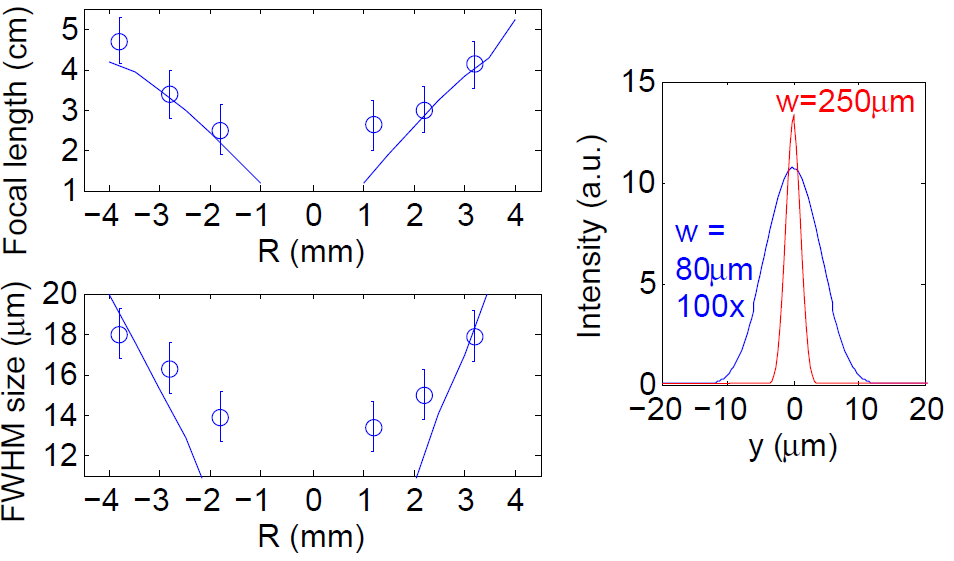 Focal length (cm)
5
4
3
2
1
−4 −3 −2 −1 0 1 2 3 4
R (mm)
FWHM size (μm)
20
18
16
14
12
−4 −3 −2 −1 0 1 2 3 4
R (mm)
Intensity (a.u.)
15
10
5
0
w=250μm
w =
80μm
100x
−20 −10 0 10 20
y (μm)